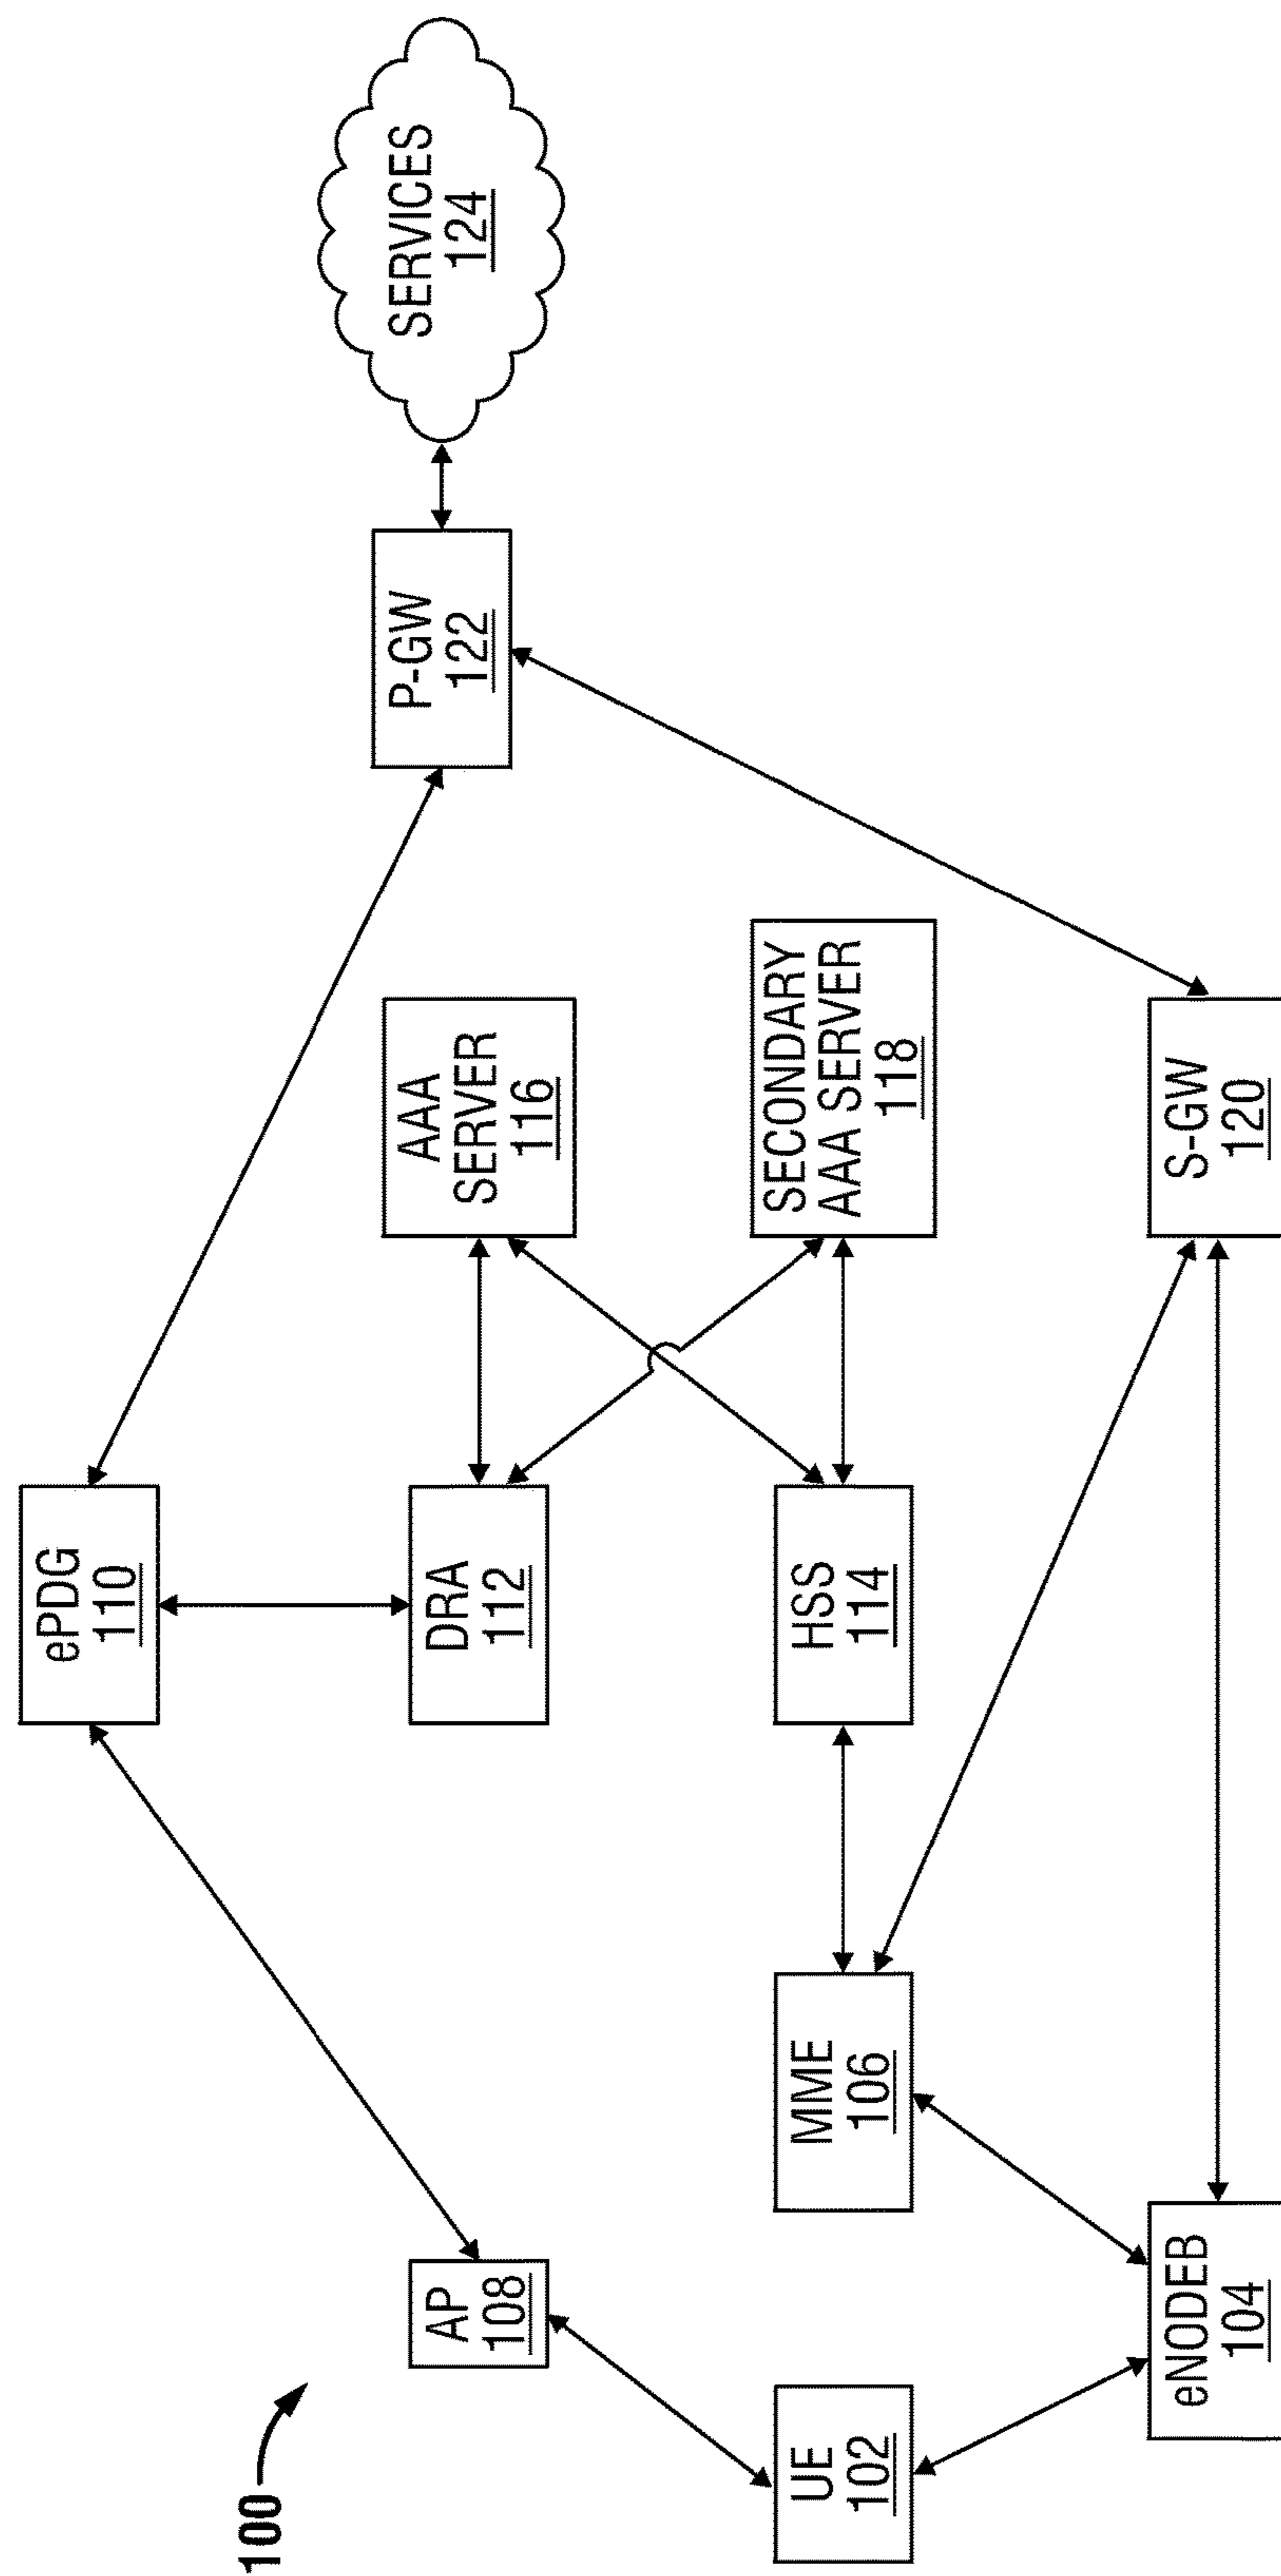 100
ePDG
110
AP
108
DRA
112
AAA
SERVER
116
P-GW
122
SERVICES
124
UE
102
MME
106
HSS
114
SECONDARY
AAA SERVER
118
eNODEB
104
S-GW
120